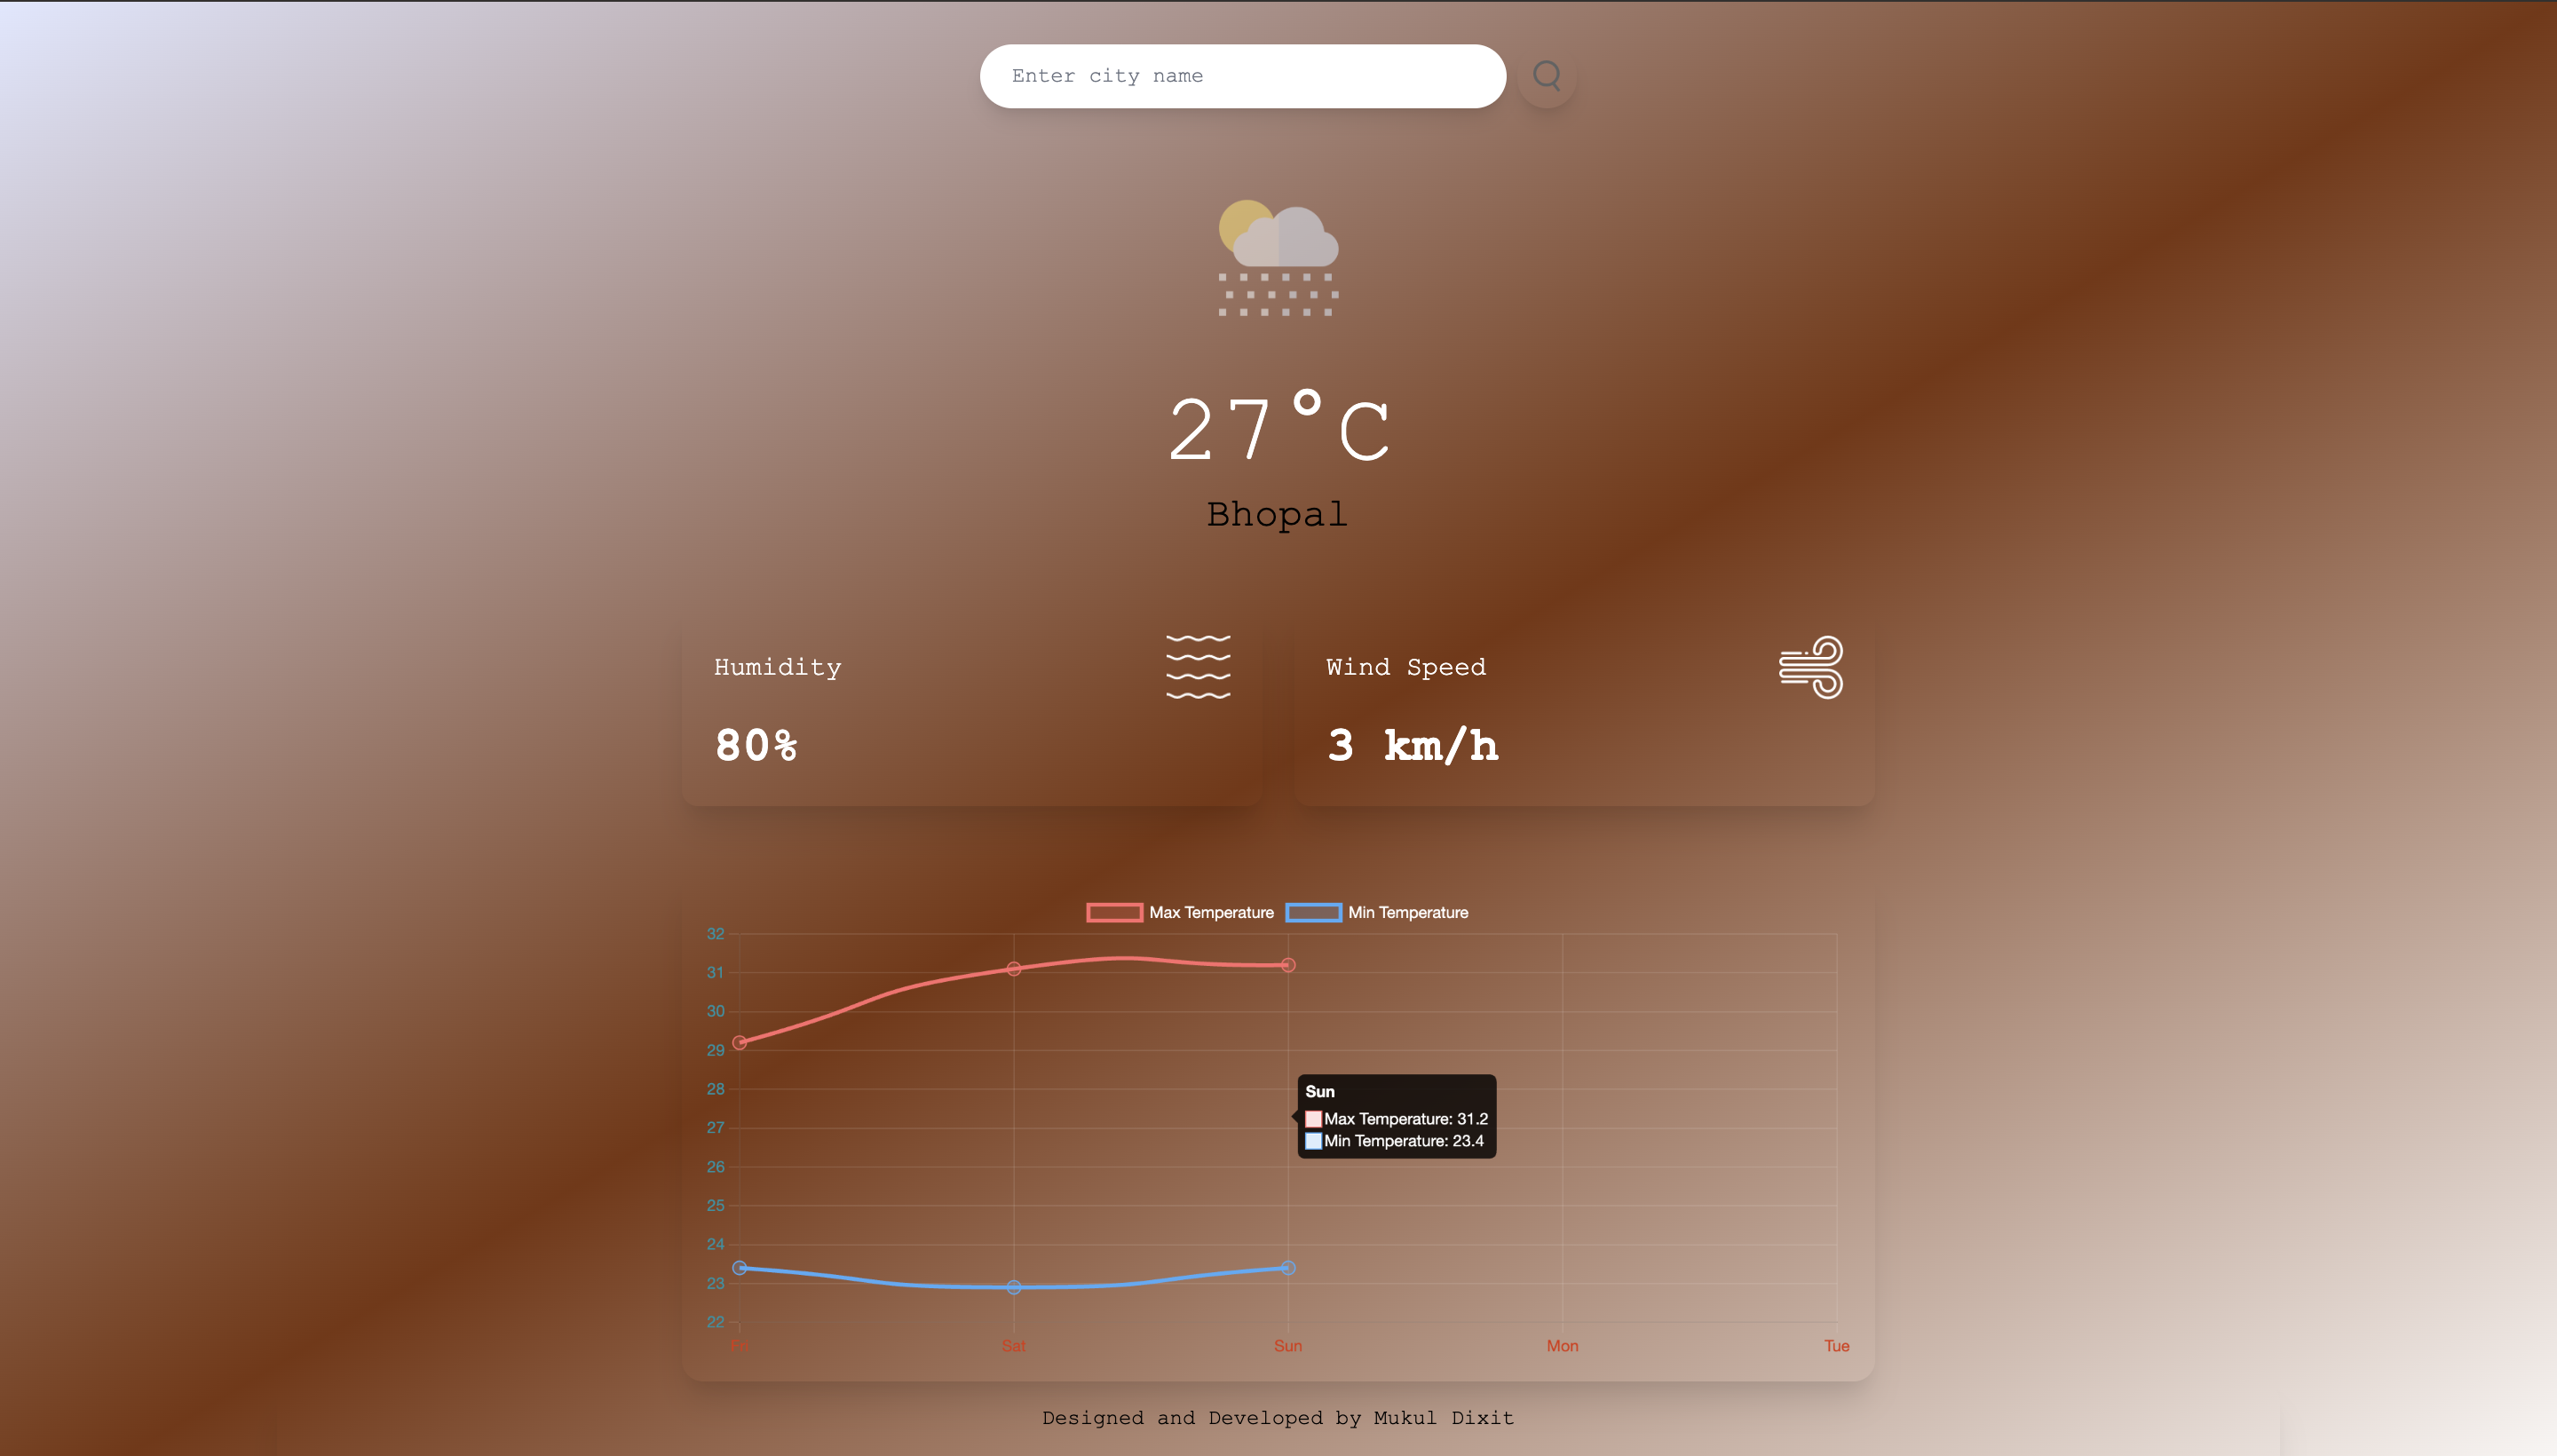 Enter city name
27°C
Bhopal
Humidity
80%
Wind Speed
3 km/h
Max Temperature Min Temperature
32
31
30
29
28
27
26
25
24
23
22
Sun
Max Temperature: 31.2
Min Temperature: 23.4
Fri Sat Sun Mon Tue
Designed and Developed by Mukul Dixit